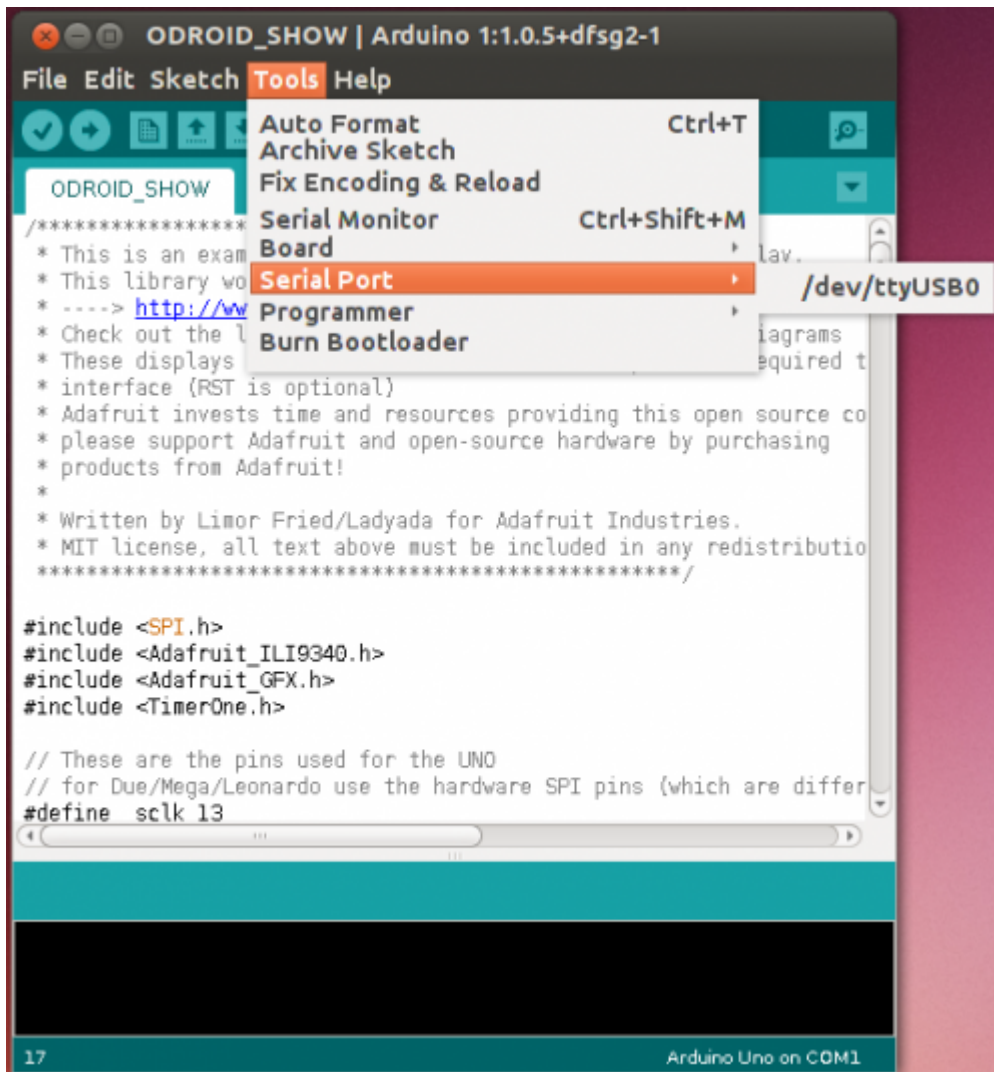 ODROID_SHOW | Arduino 1:1.0.5+dfsg2-1
File Edit Sketch Tools Help
Auto Format Ctrl+T
Archive Sketch
Fix Encoding & Reload
Serial Monitor Ctrl+Shift+M
Board
Serial Port
/dev/ttyUSB0
Programmer
Burn Bootloader
ODROID_SHOW
/*****************
* This is an exam lay.
* This library wo
* ----> http://ww
* Check out the l iagrams
* These displays equired t
* interface (RST is optional)
* Adafruit invests time and resources providing this open source co
* please support Adafruit and open-source hardware by purchasing
* products from Adafruit!
*
* Written by Limor Fried/Ladyada for Adafruit Industries.
* MIT license, all text above must be included in any redistributio
****************************************************/
#include <SPI.h>
#include <Adafruit_ILI9340.h>
#include <Adafruit_GFX.h>
#include <TimerOne.h>
// These are the pins used for the UNO
// for Due/Mega/Leonardo use the hardware SPI pins (which are differ
#define sclk 13
17 Arduino Uno on COM1